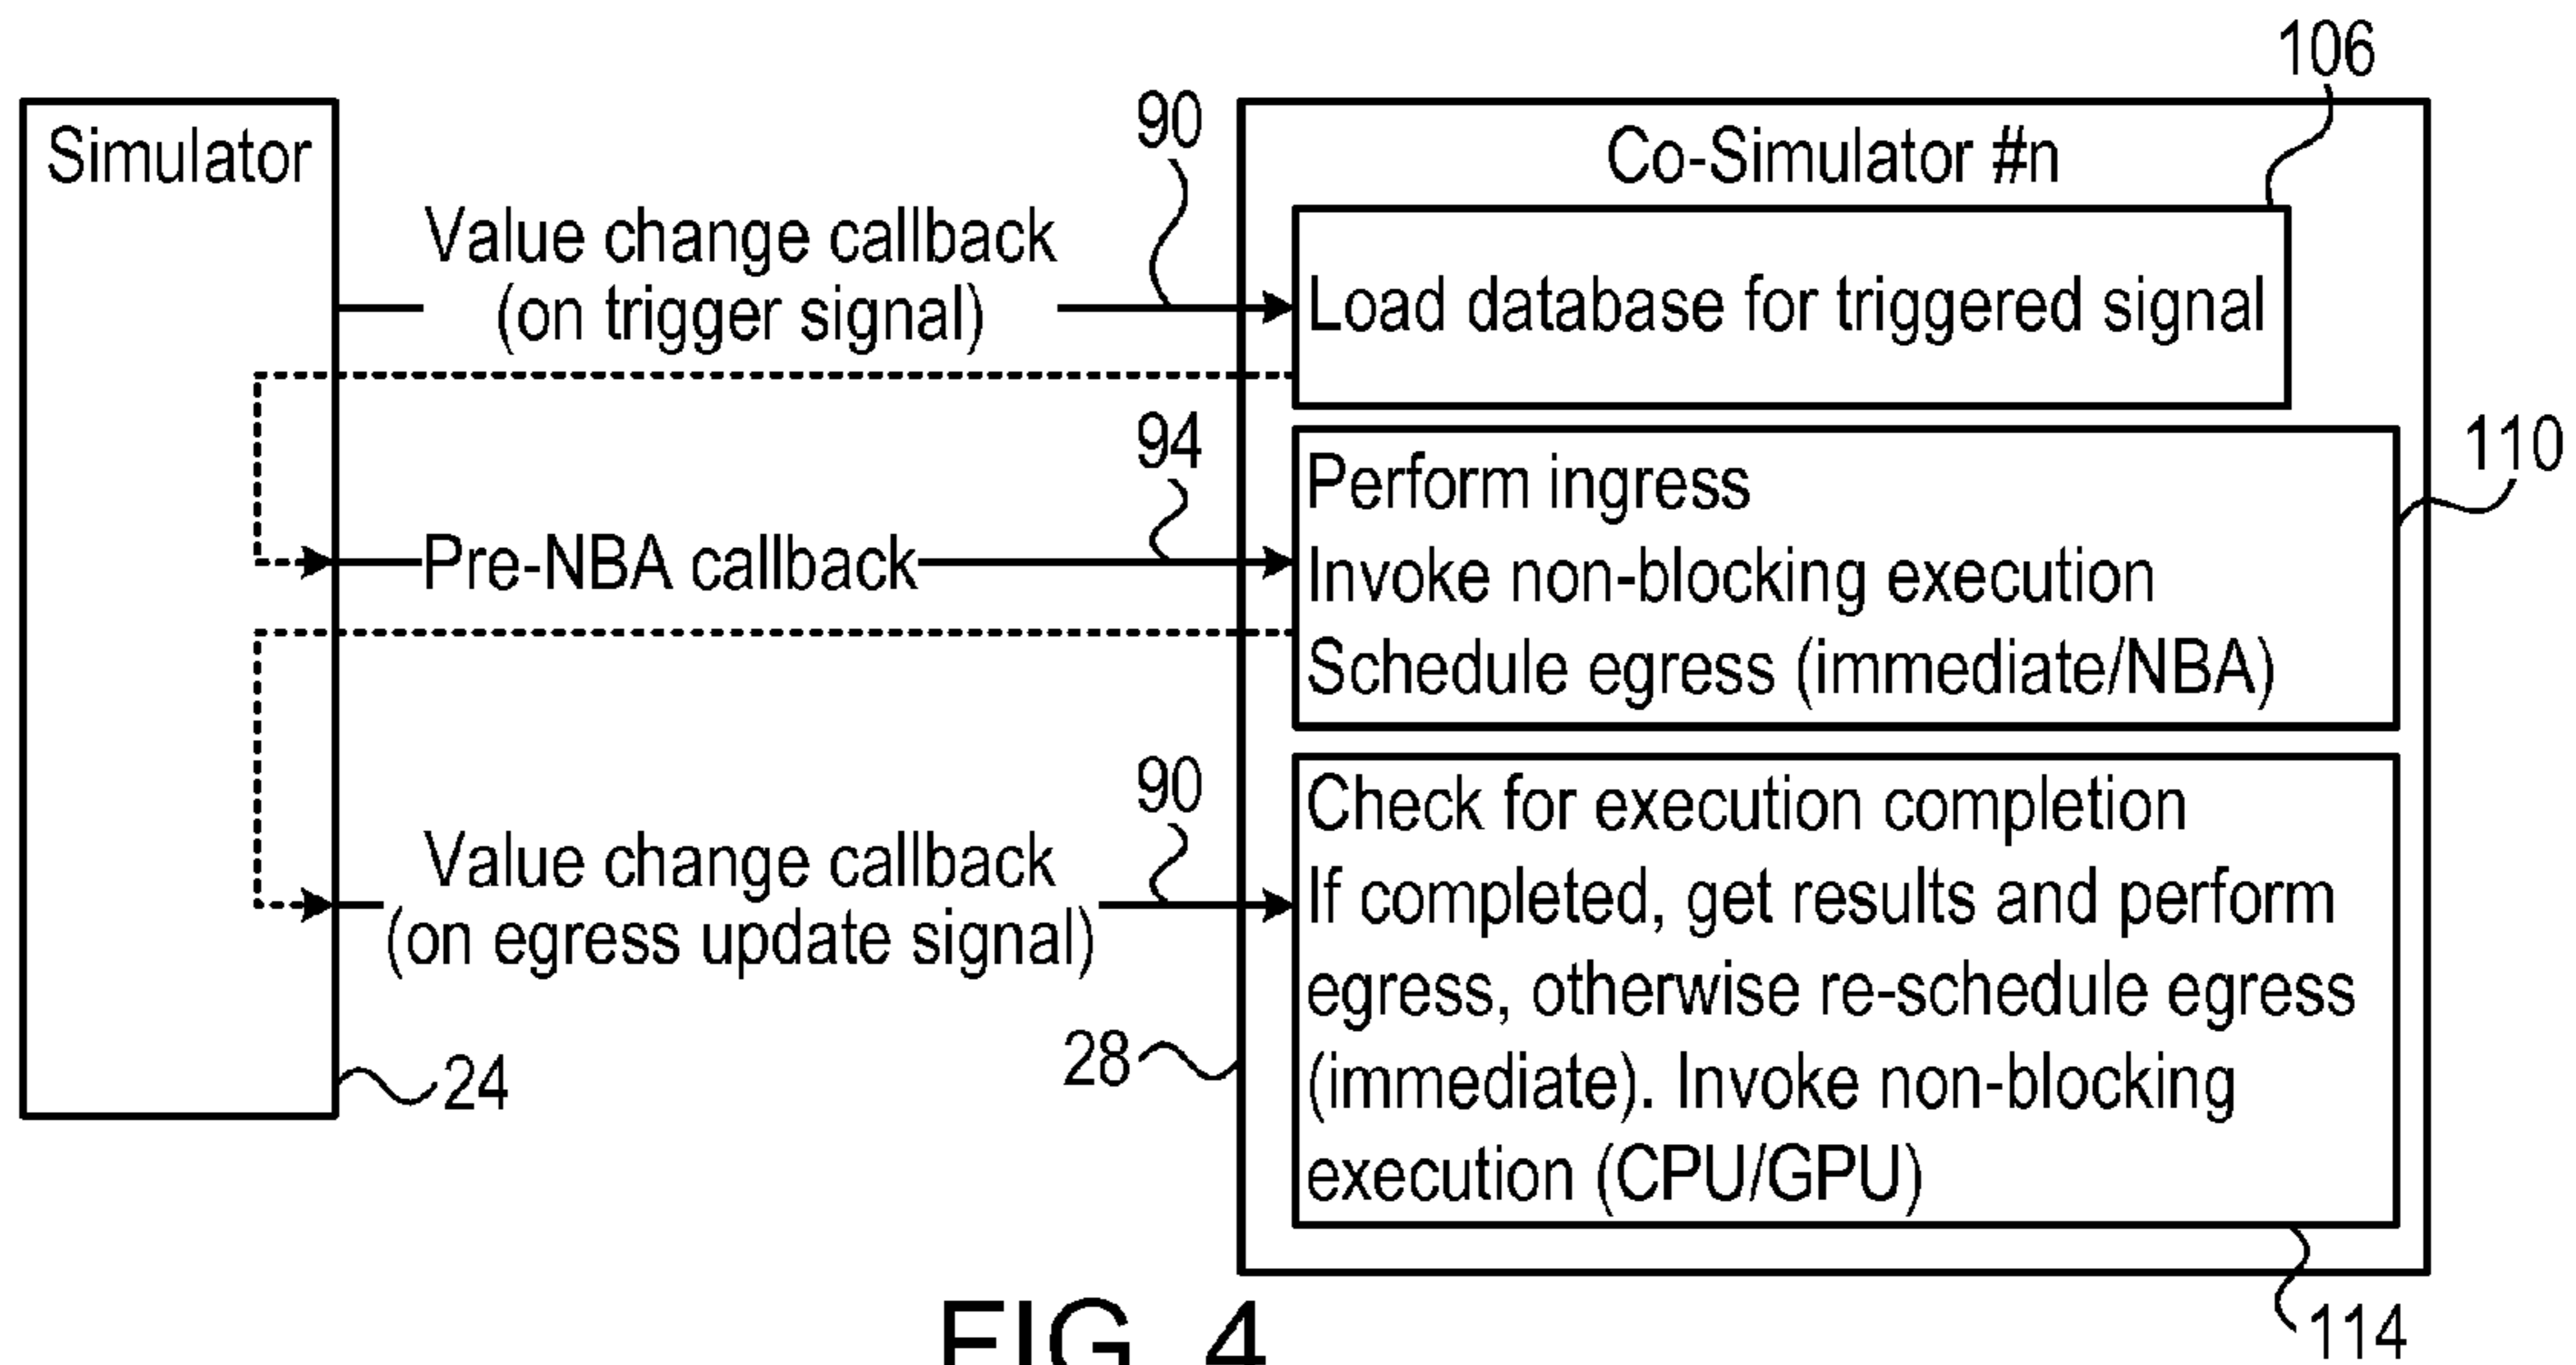 106
Simulator
90
Co-Simulator #n
Value change callback
(on trigger signal)
Load database for triggered signal
94
110
Pre-NBA callback
Perform ingress
Invoke non-blocking execution
Schedule egress (immediate/NBA)
90
Value change callback
(on egress update signal)
Check for execution completion
If completed, get results and perform
egress, otherwise re-schedule egress
(immediate). Invoke non-blocking
execution (CPU/GPU)
24
28
114
FIG. 4